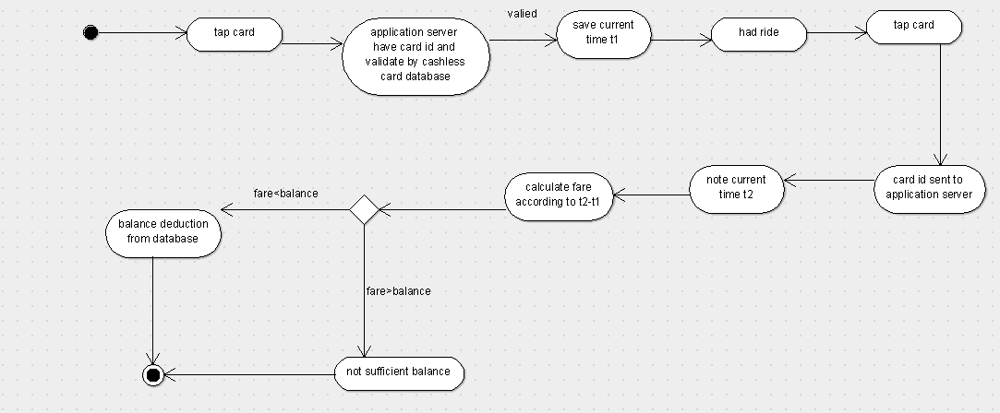 valied
tap card
application server
have card id and
validate by cashless
card database
save current
time t1
had ride
tap card
card id sent to
application server
note current
time t2
calculate fare
according to t2-t1
fare<balance
balance deduction
from database
fare>balance
not sufficient balance